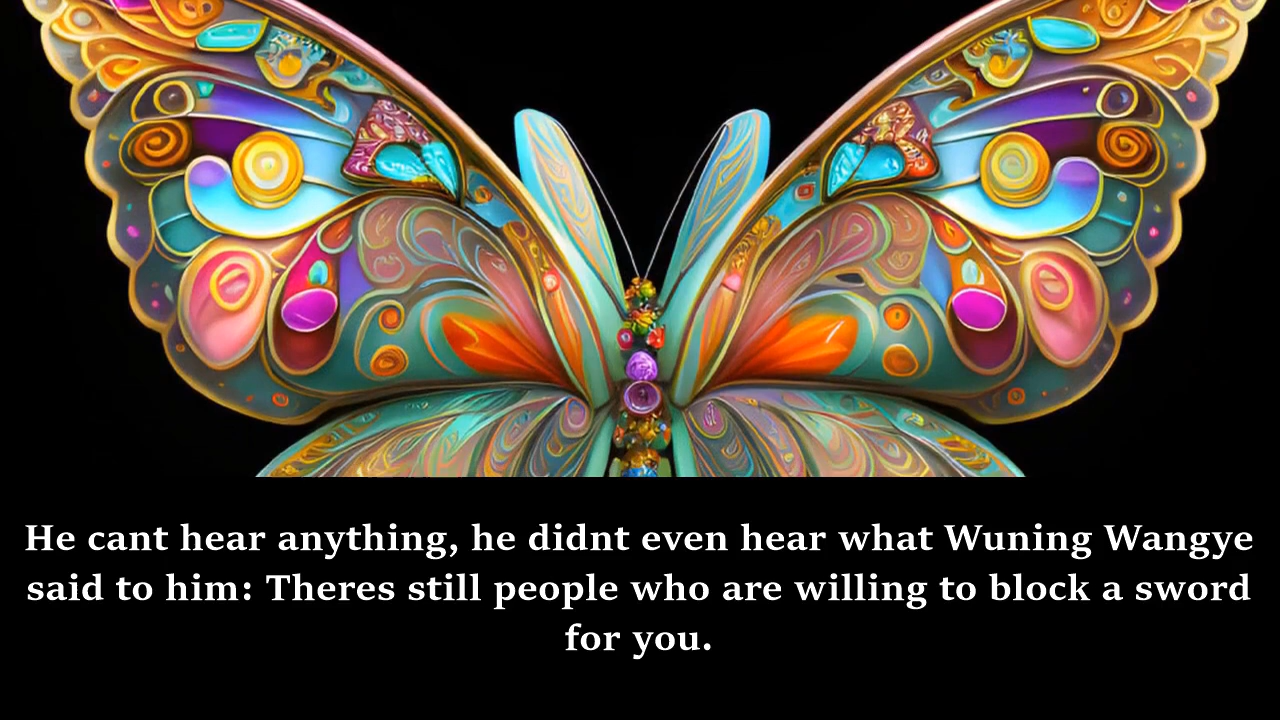 He cant hear anything, he didnt even hear what Wuning Wangye
said to him: Theres still people who are willing to block a sword
for you.